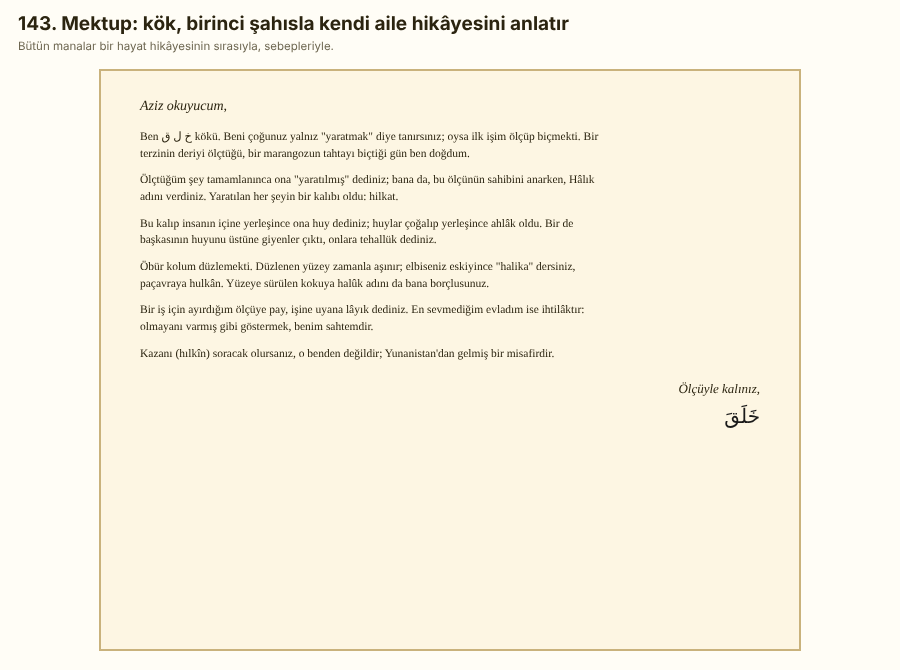 143. Mektup: kök, birinci şahısla kendi aile hikâyesini anlatır
Bütün manalar bir hayat hikâyesinin sırasıyla, sebepleriyle.
Aziz okuyucum,
Ben خ ل ق kökü. Beni çoğunuz yalnız "yaratmak" diye tanırsınız; oysa ilk işim ölçüp biçmekti. Bir
terzinin deriyi ölçtüğü, bir marangozun tahtayı biçtiği gün ben doğdum.
Ölçtüğüm şey tamamlanınca ona "yaratılmış" dediniz; bana da, bu ölçünün sahibini anarken, Hâlık
adını verdiniz. Yaratılan her şeyin bir kalıbı oldu: hilkat.
Bu kalıp insanın içine yerleşince ona huy dediniz; huylar çoğalıp yerleşince ahlâk oldu. Bir de
başkasının huyunu üstüne giyenler çıktı, onlara tehallük dediniz.
Öbür kolum düzlemekti. Düzlenen yüzey zamanla aşınır; elbiseniz eskiyince "halika" dersiniz,
paçavraya hulkân. Yüzeye sürülen kokuya halûk adını da bana borçlusunuz.
Bir iş için ayırdığım ölçüye pay, işine uyana lâyık dediniz. En sevmediğim evladım ise ihtilâktır:
olmayanı varmış gibi göstermek, benim sahtemdir.
Kazanı (hılkîn) soracak olursanız, o benden değildir; Yunanistan'dan gelmiş bir misafirdir.
Ölçüyle kalınız,
خَلَقَ